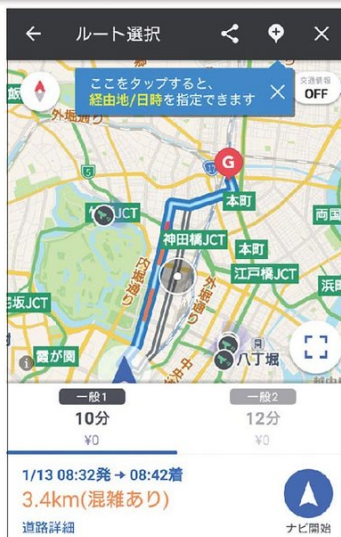 ルート選択
ここをタップすると、
経由地/日時を指定できます
交通情報
OFF
飯
外堀通り
5
JCT
G
本町
両国
神田橋JCT
本町
江戸橋JCT
浜町
内堀通り
外堀通り
中央
霞が関
八丁堀
一般1
10分
¥0
一般2
12分
¥0
1/13 08:32発 → 08:42着
3.4km(混雑あり)
道路詳細
ナビ開始